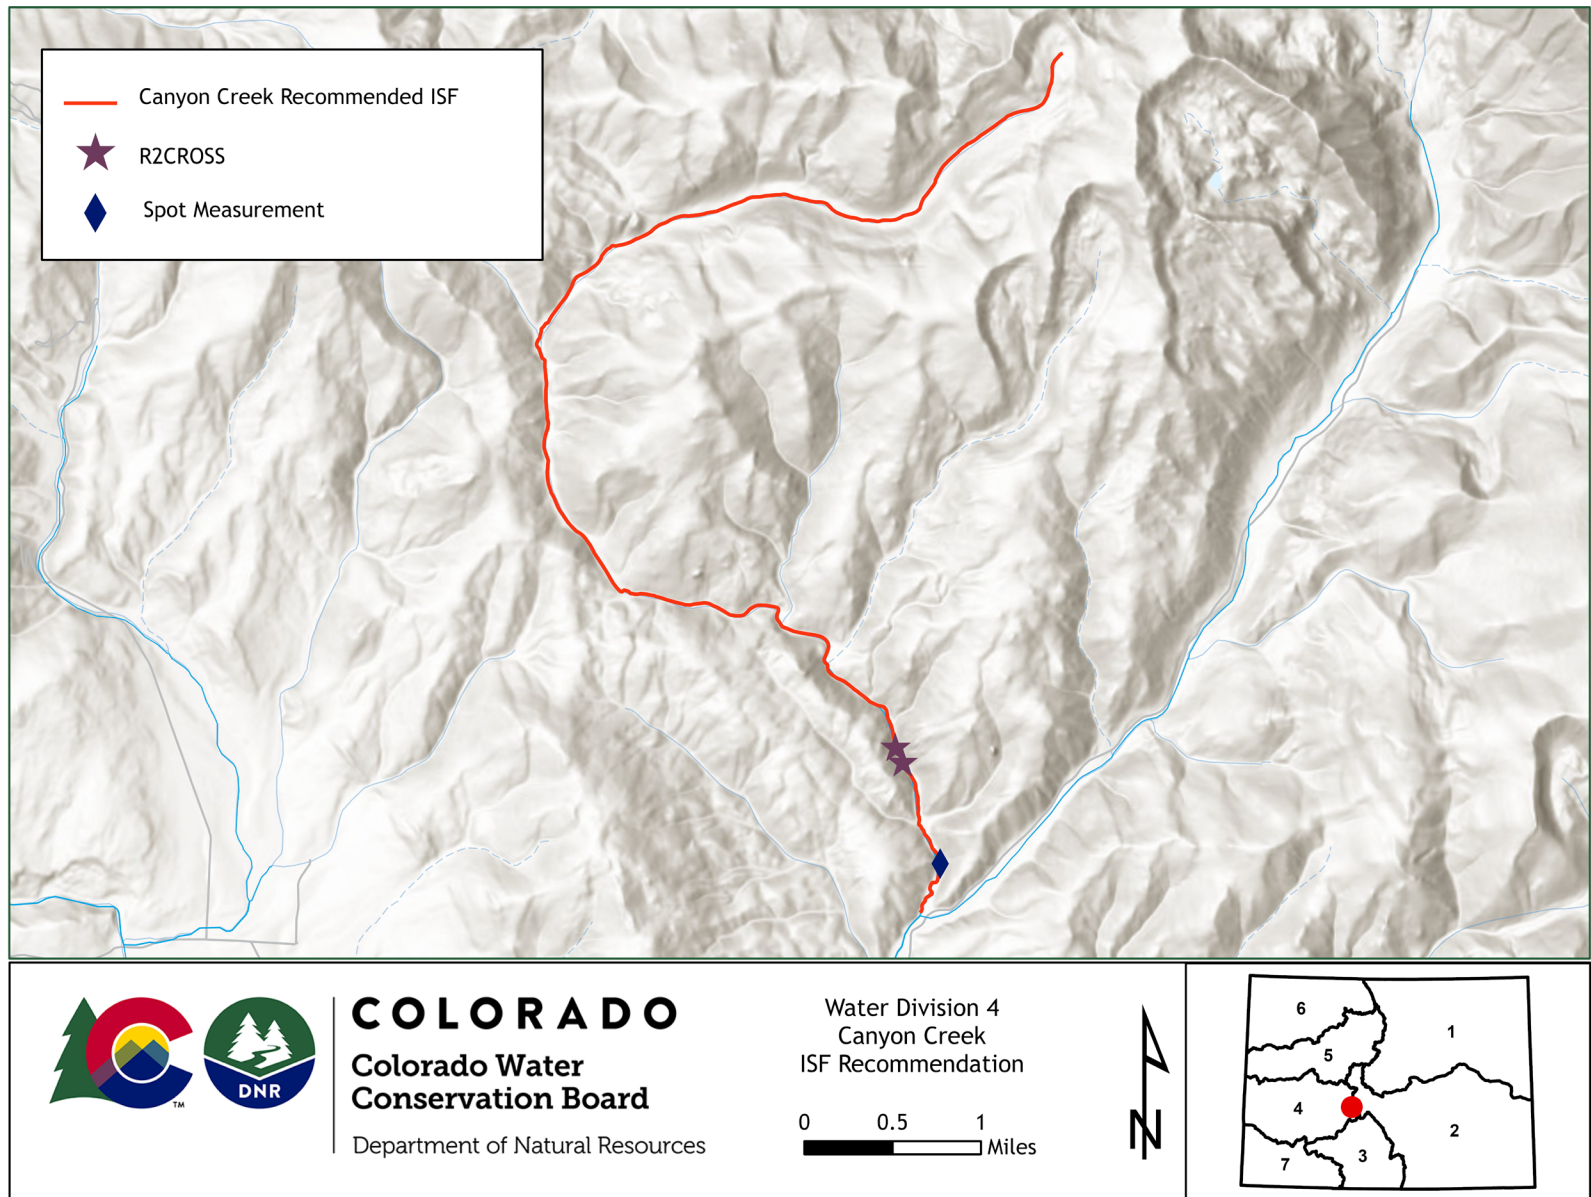 Canyon Creek Recommended ISF
R2CROSS
Spot Measurement
DNR
TM
COLORADO
Colorado Water
Conservation Board
Department of Natural Resources
Water Division 4
Canyon Creek
ISF Recommendation
0 0.5 1
Miles
N
6
1
5
4
2
3
7